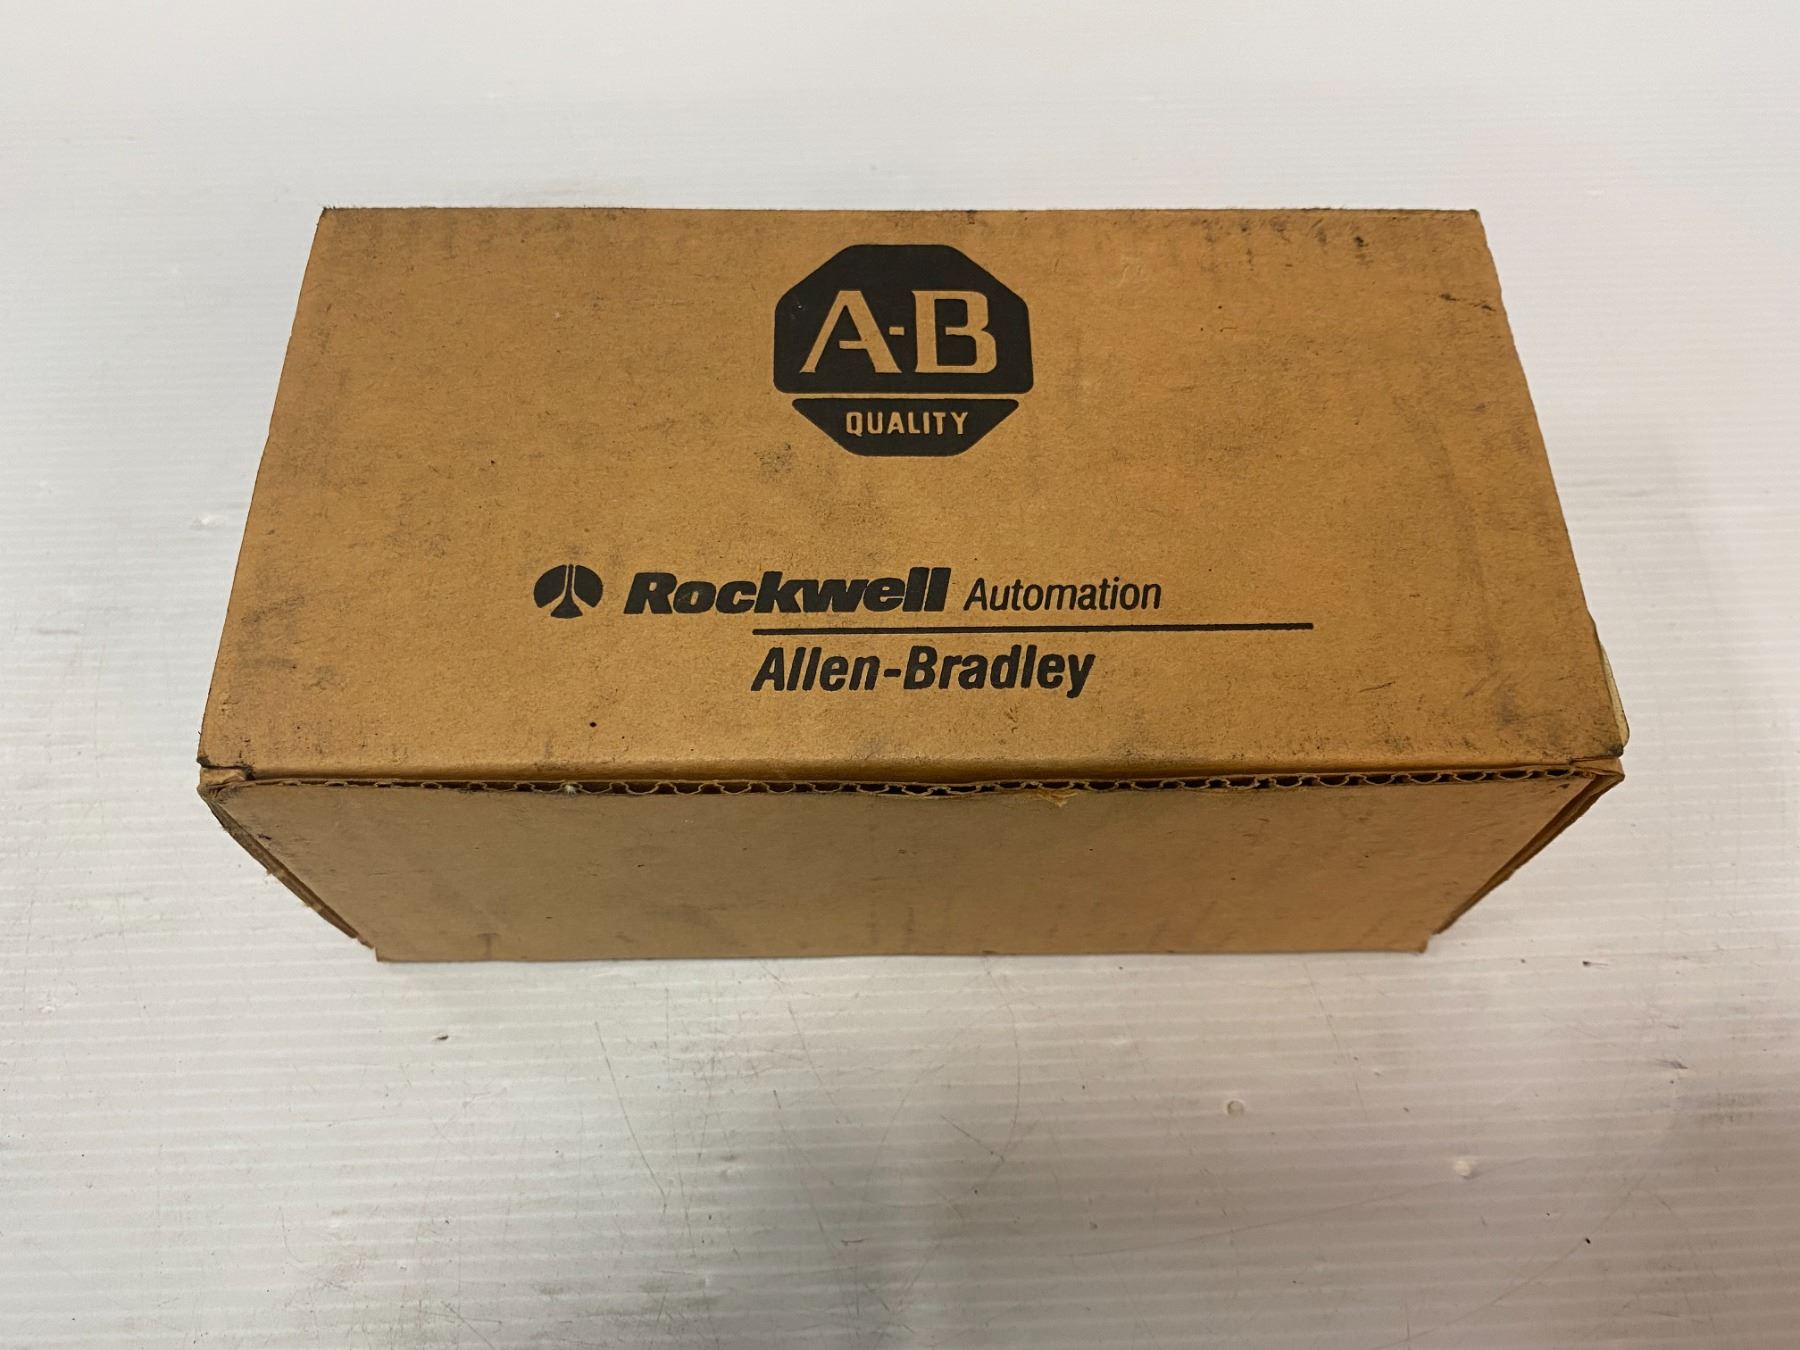 A-B
QUALITY
Rockwell Automation
Allen-Bradley